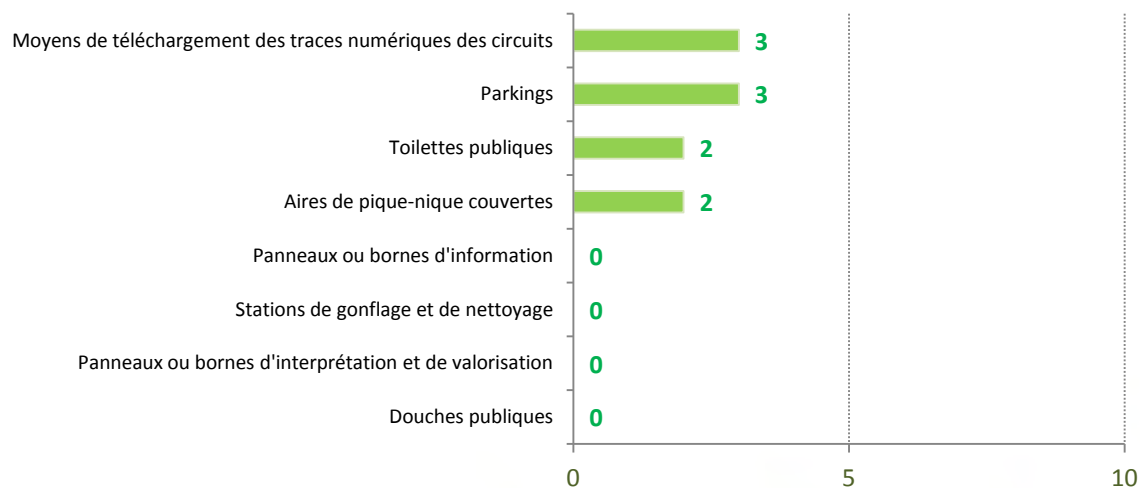 Moyens de téléchargement des traces numériques des circuits 3
Parkings 3
Toilettes publiques 2
Aires de pique-nique couvertes 2
Panneaux ou bornes d'information 0
Stations de gonflage et de nettoyage 0
Panneaux ou bornes d'interprétation et de valorisation 0
Douches publiques 0
0 5 10